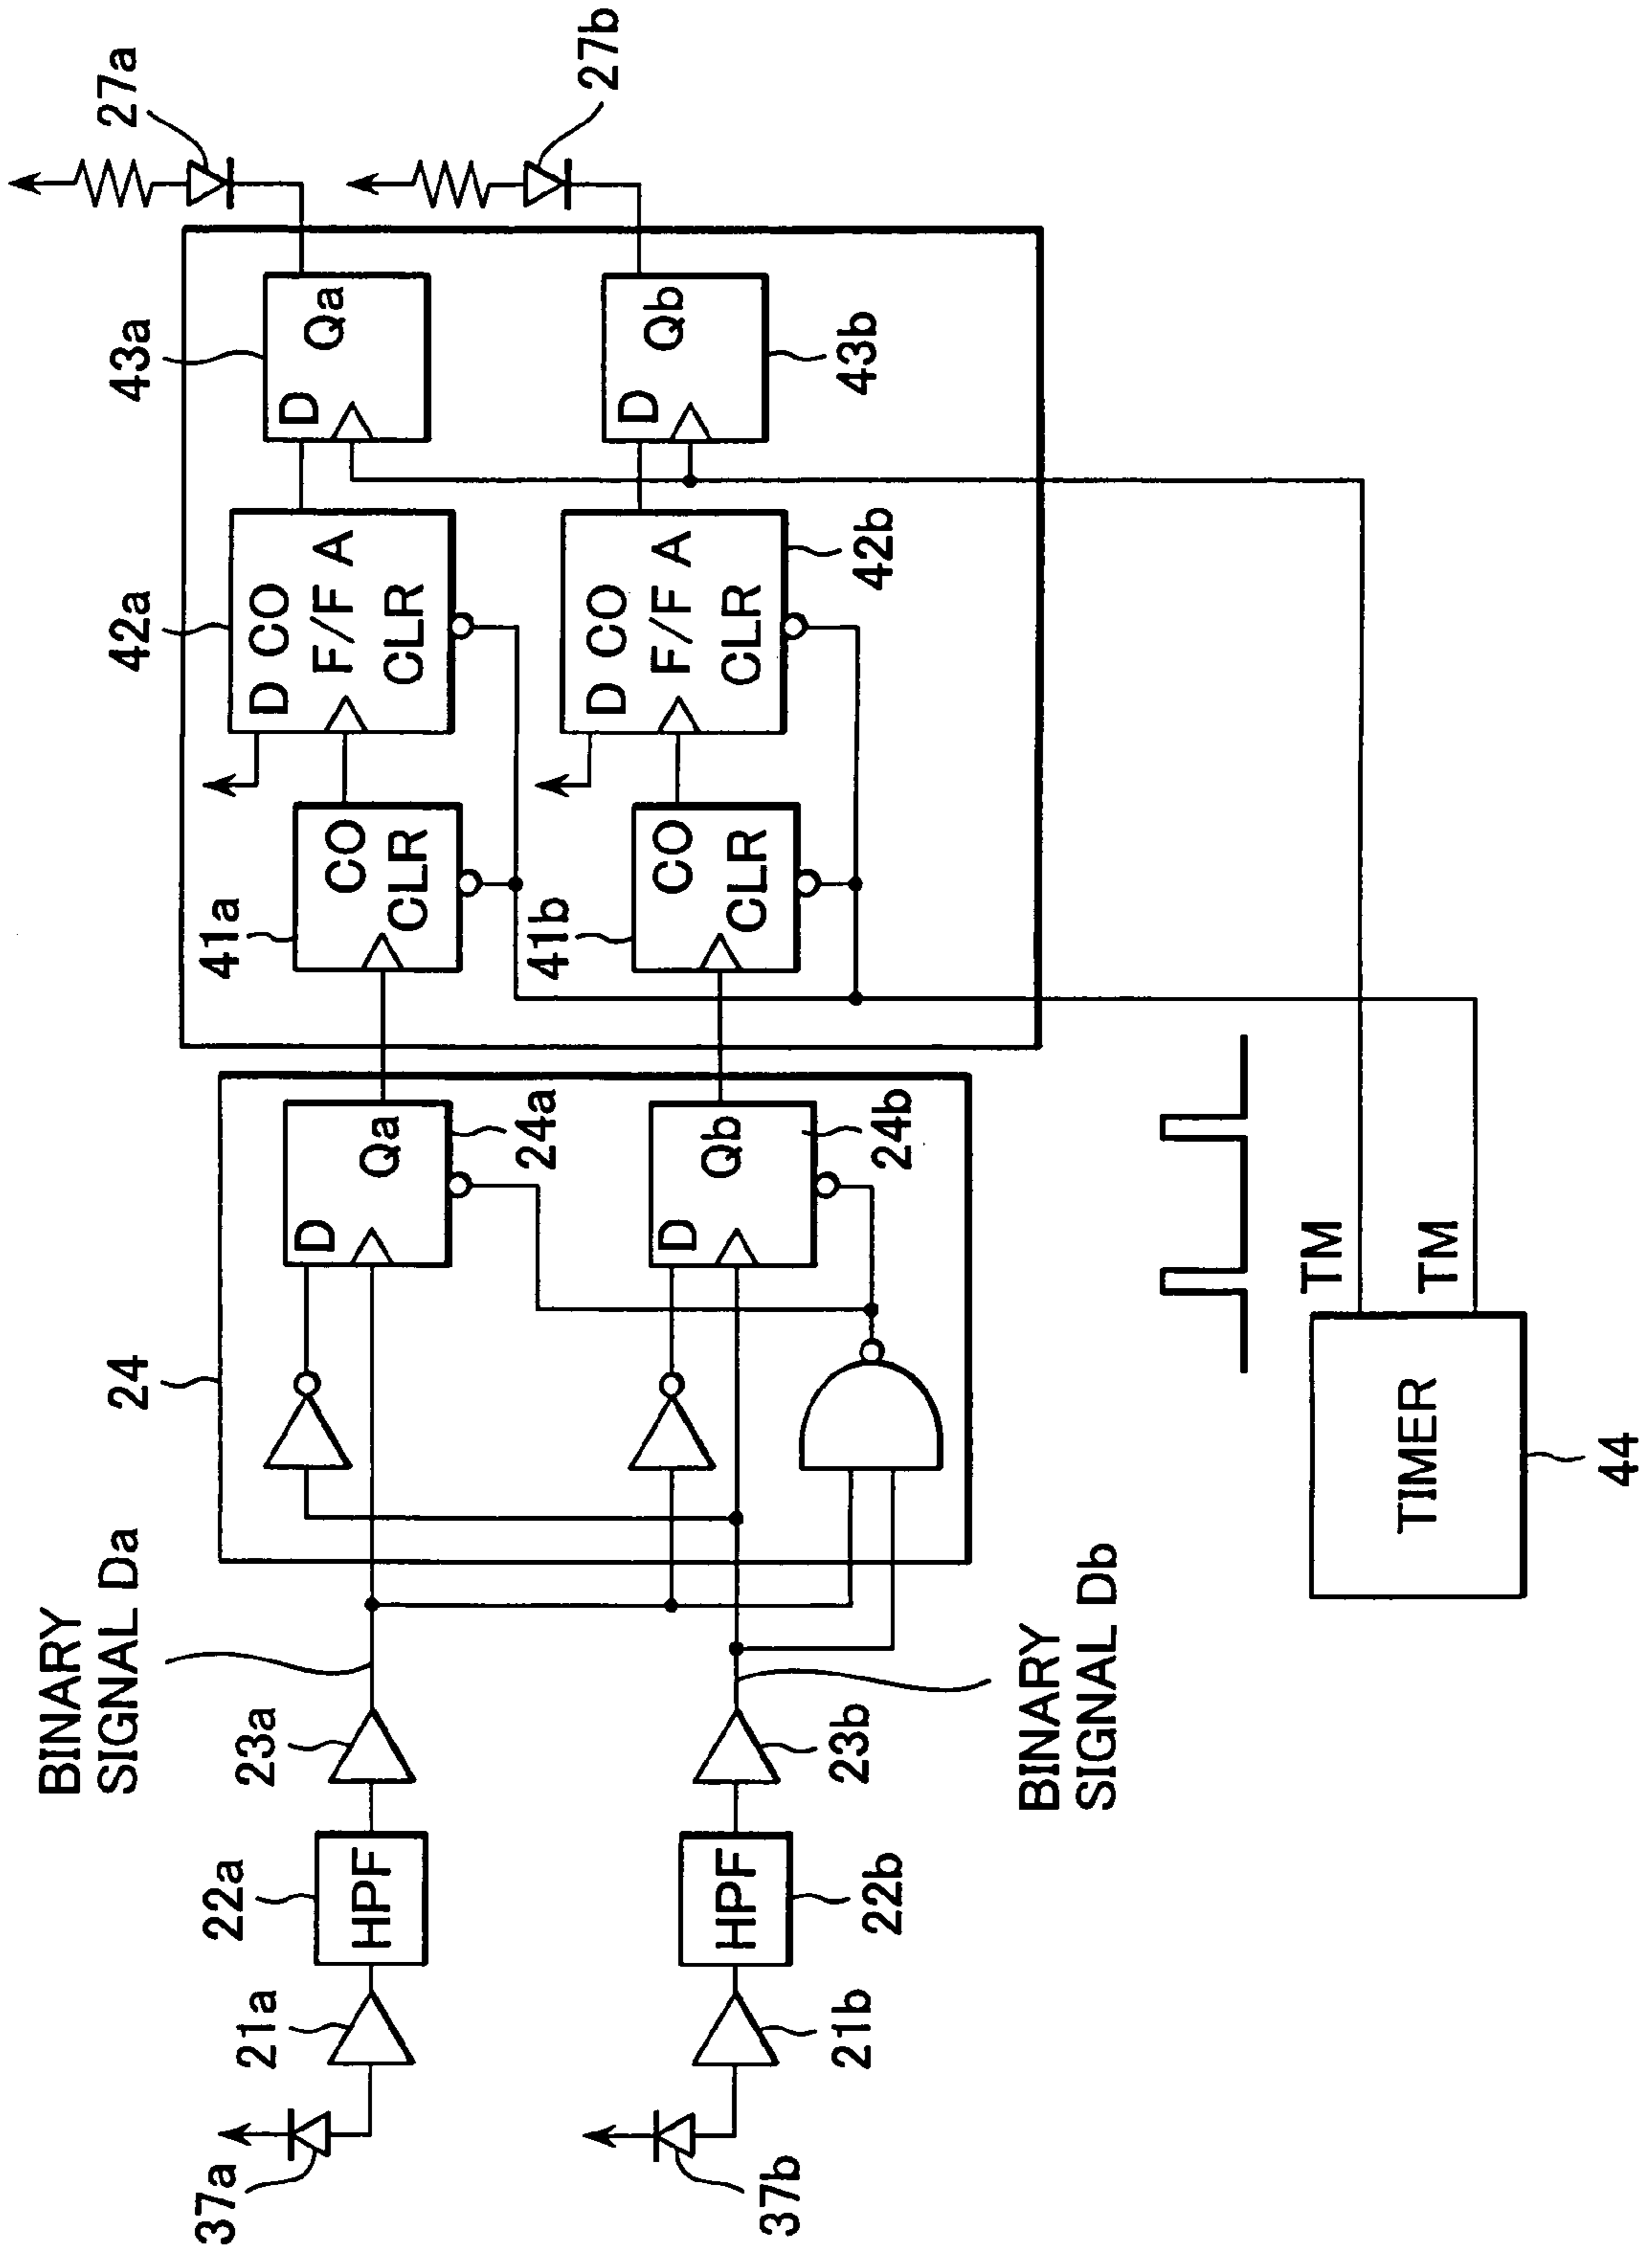 27a
27b
43a
D Qa
D Qb
43b
42a
D CO
F/F A
CLR
D CO
F/F A
CLR
42b
41a
CO
CLR
41b
CO
CLR
24
D Qa
24a
D Qb
24b
BINARY
SIGNAL Da
BINARY
SIGNAL Db
23a
23b
22a
HPF
HPF
22b
21a
21b
37a
37b
TM
TM
TIMER
44